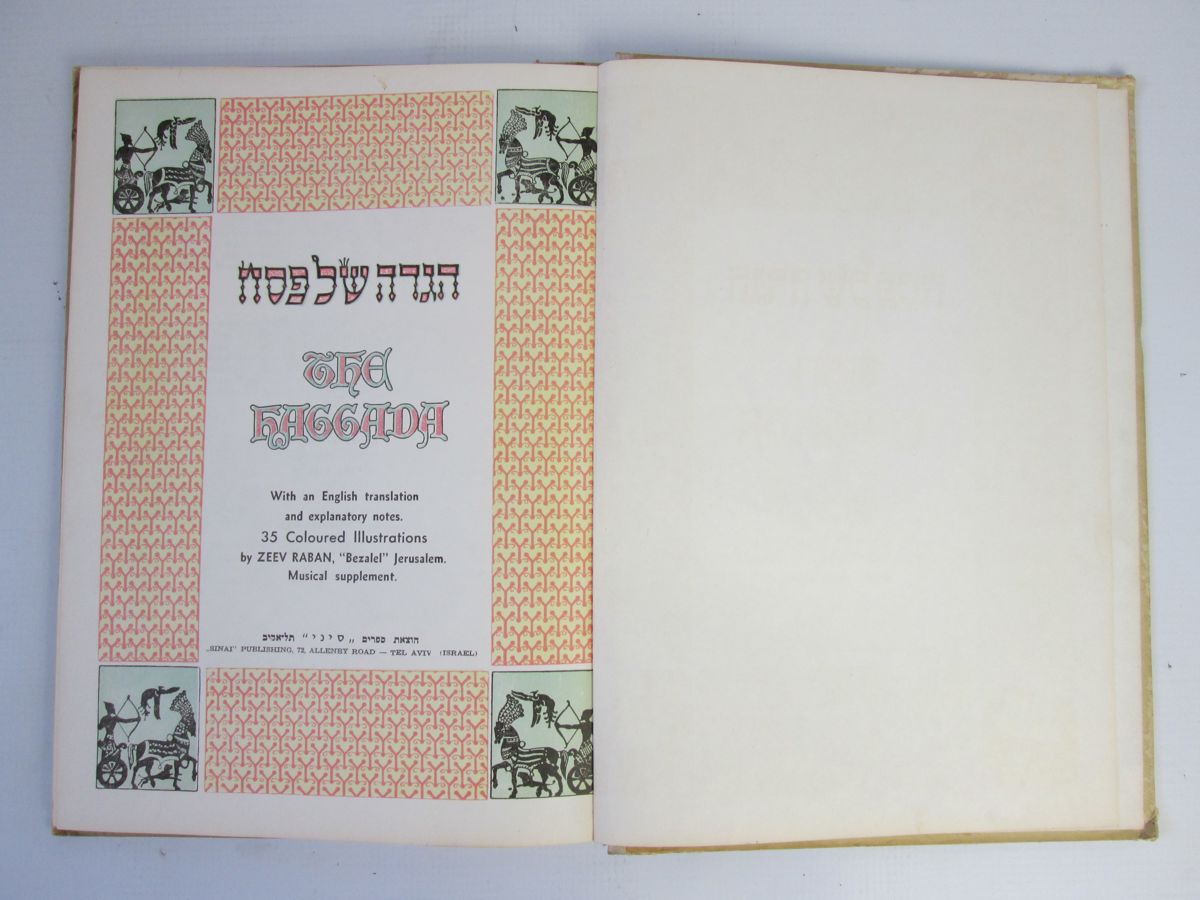 הגדה של פסח
THE
HAGGADA
With an English translation
and explanatory notes.
35 Coloured Illustrations
by ZEEV RABAN, "Bezalel" Jerusalem.
Musical supplement.
הוצאת ספרים „סיני" תל־אביב
„SINAI" PUBLISHING, 72, ALLENBY ROAD — TEL AVIV (ISRAEL)